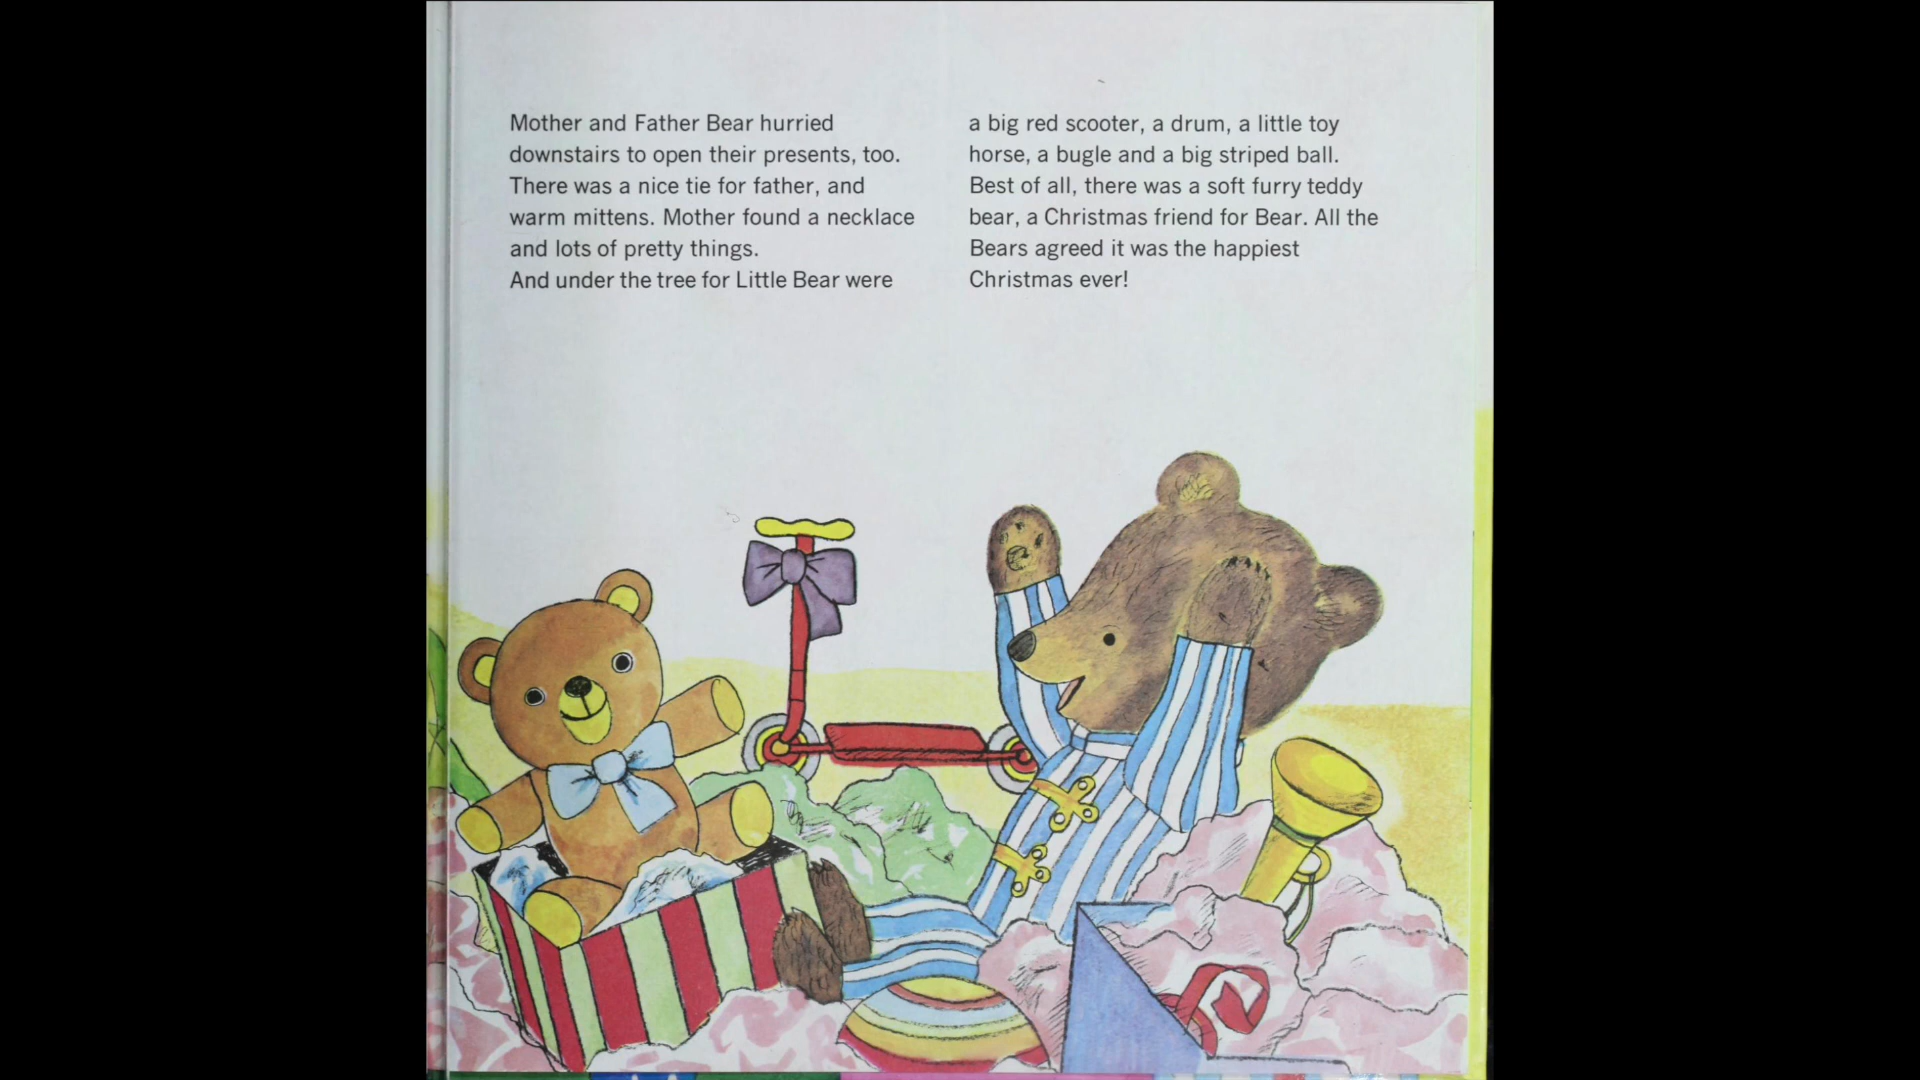 Mother and Father Bear hurried
downstairs to open their presents, too.
There was a nice tie for father, and
warm mittens. Mother found a necklace
and lots of pretty things.
And under the tree for Little Bear were
a big red scooter, a drum, a little toy
horse, a bugle and a big striped ball.
Best of all, there was a soft furry teddy
bear, a Christmas friend for Bear. All the
Bears agreed it was the happiest
Christmas ever!